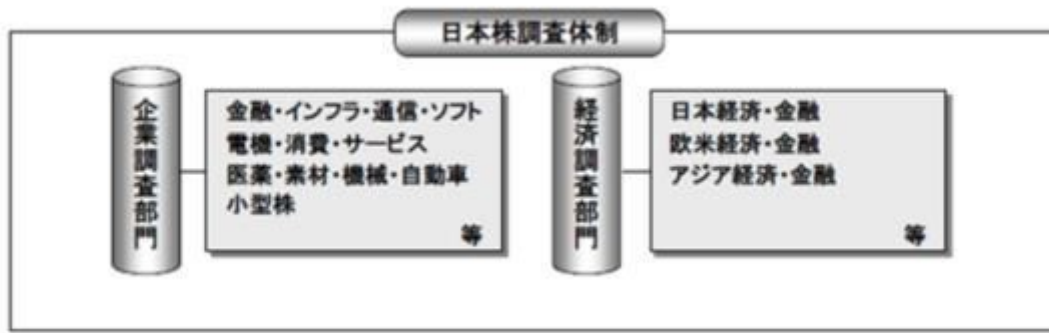 日本株調査体制
企業調査部門
金融・インフラ・通信・ソフト
電機・消費・サービス
医薬・素材・機械・自動車
小型株
等
経済調査部門
日本経済・金融
欧米経済・金融
アジア経済・金融
等